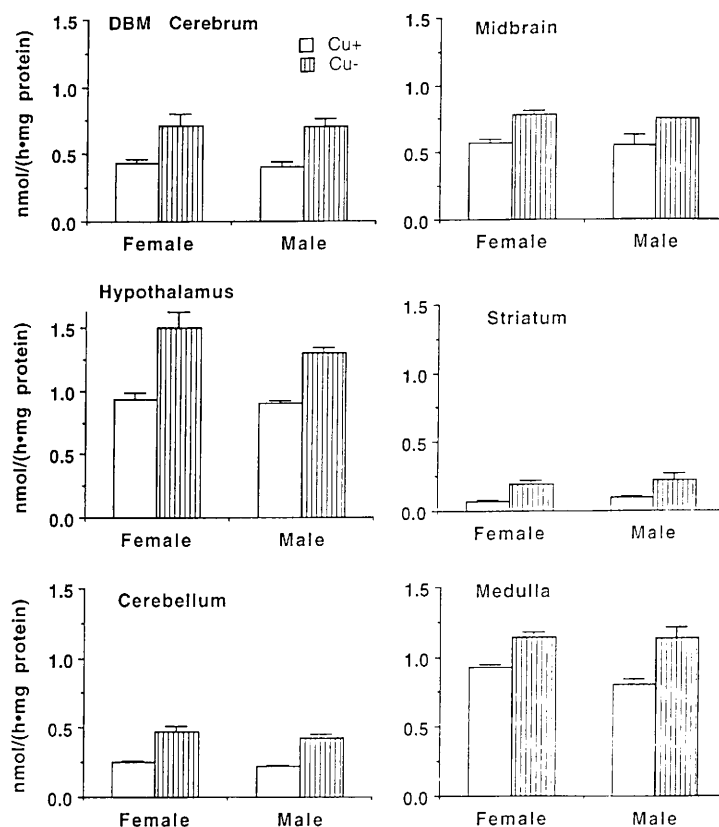 DBM Cerebrum
Cu+
Cu-
nmol/(h•mg protein)
1.5
1.0
0.5
0.0
Female
Male
Midbrain
1.5
1.0
0.5
0.0
Female
Male
Hypothalamus
nmol/(h•mg protein)
1.5
1.0
0.5
0.0
Female
Male
Striatum
1.5
1.0
0.5
0.0
Female
Male
Cerebellum
nmol/(h•mg protein)
1.5
1.0
0.5
0.0
Female
Male
Medulla
1.5
1.0
0.5
0.0
Female
Male